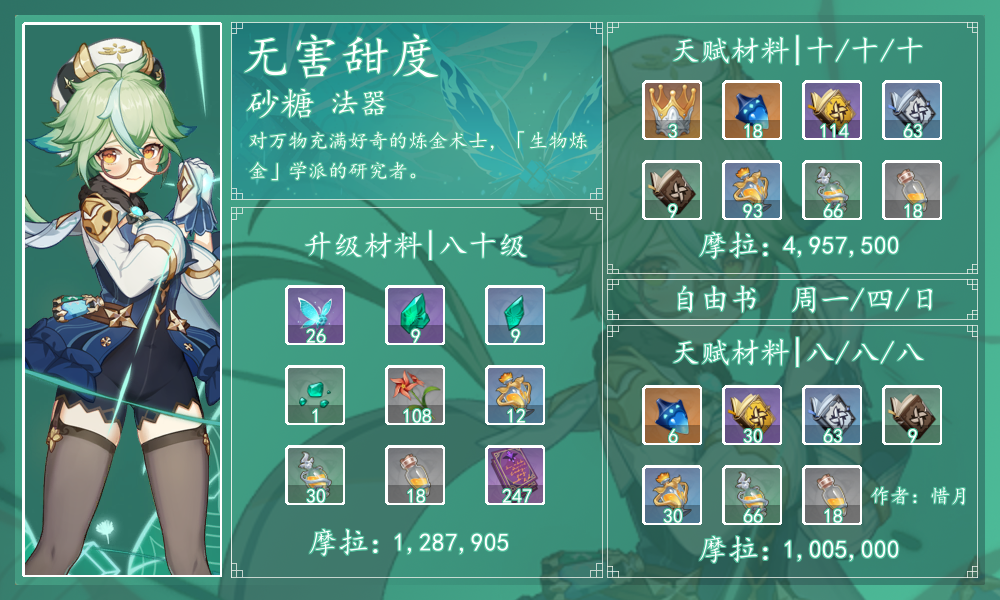 无害甜度
砂糖 法器
对万物充满好奇的炼金术士，「生物炼
金」学派的研究者。
升级材料|八十级
26 9 9
1 108 12
30 18 247
摩拉: 1,287,905
天赋材料|十/十/十
3 18 114 63
9 93 66 18
摩拉: 4,957,500
自由书 周一/四/日
天赋材料|八/八/八
6 30 63 9
30 66 18 作者: 惜月
摩拉: 1,005,000